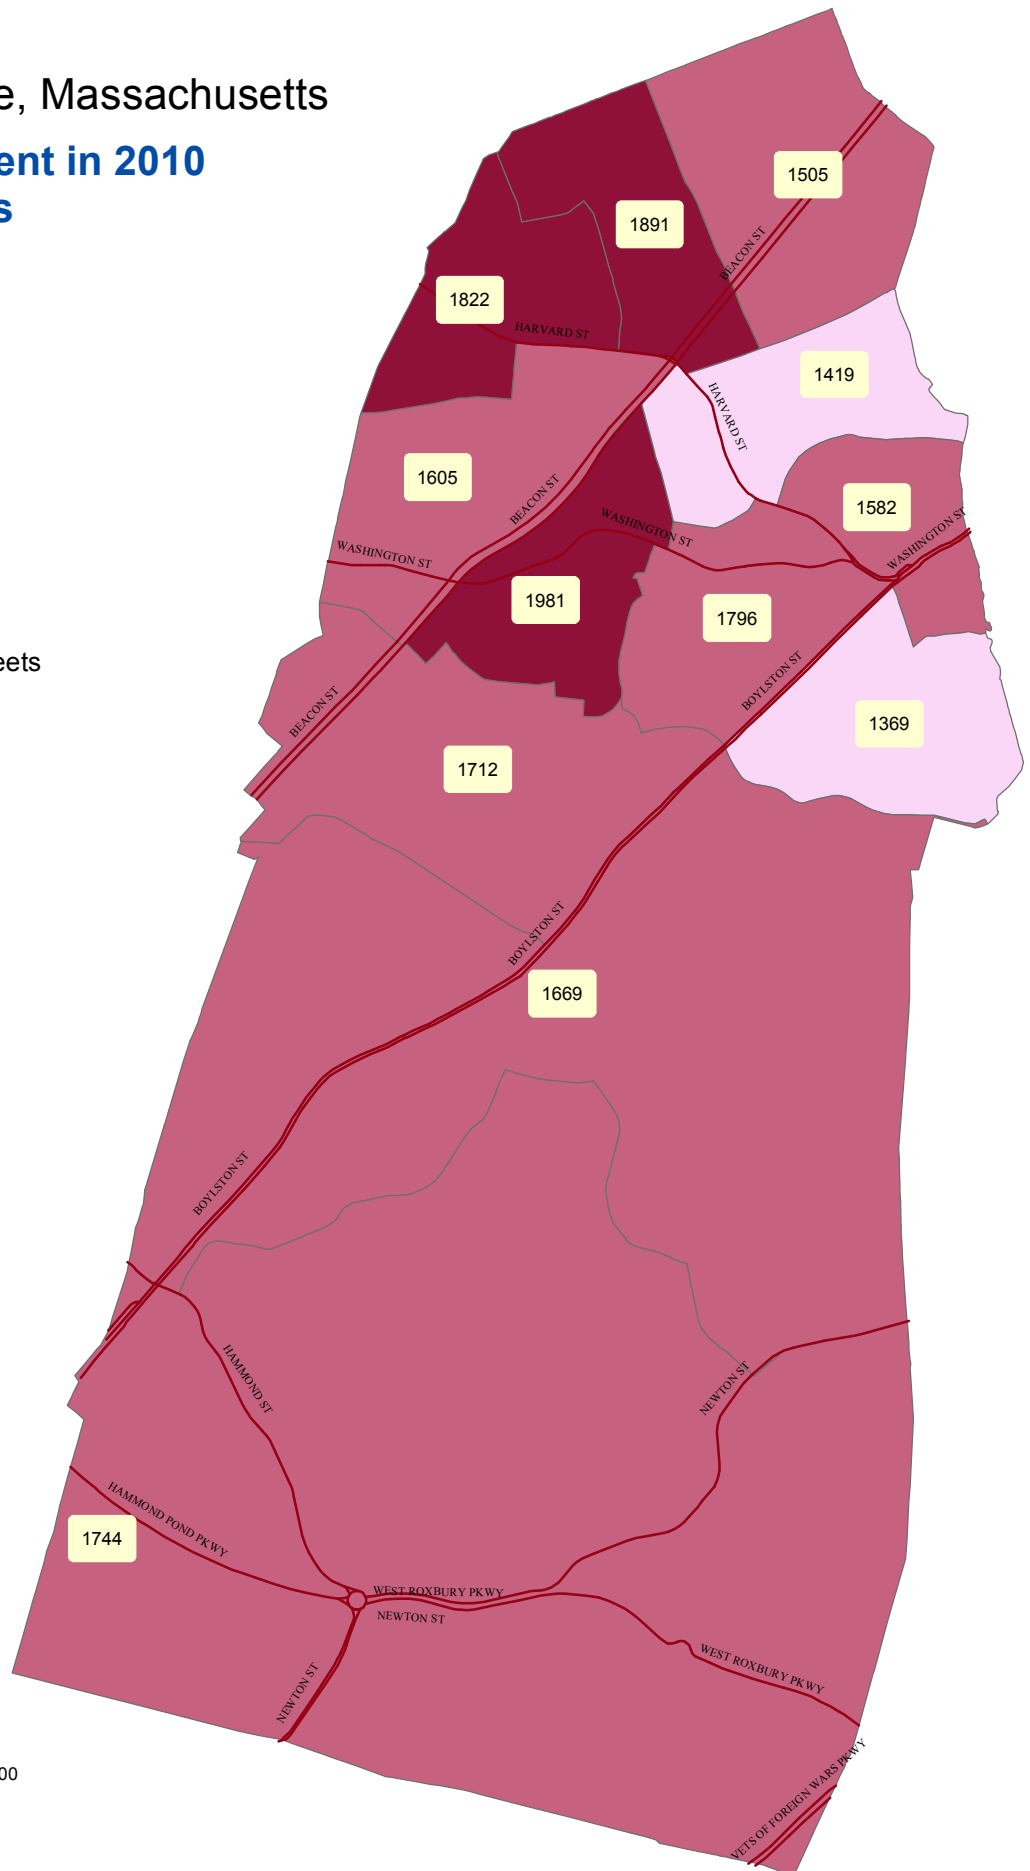 e, Massachusetts
ent in 2010
s
1505
1891
BEACON ST
1822
HARVARD ST
1419
HARVARD ST
1605
BEACON ST
1582
WASHINGTON ST
WASHINGTON ST
WASHINGTON ST
1981
1796
eets
BEACON ST
BOYLSTON ST
1369
1712
BOYLSTON ST
1669
BOYLSTON ST
HAMMOND ST
NEWTON ST
HAMMOND POND PKWY
1744
WEST ROXBURY PKWY
NEWTON ST
WEST ROXBURY PKWY
NEWTON ST
00
VETS OF FOREIGN WARS PKWY